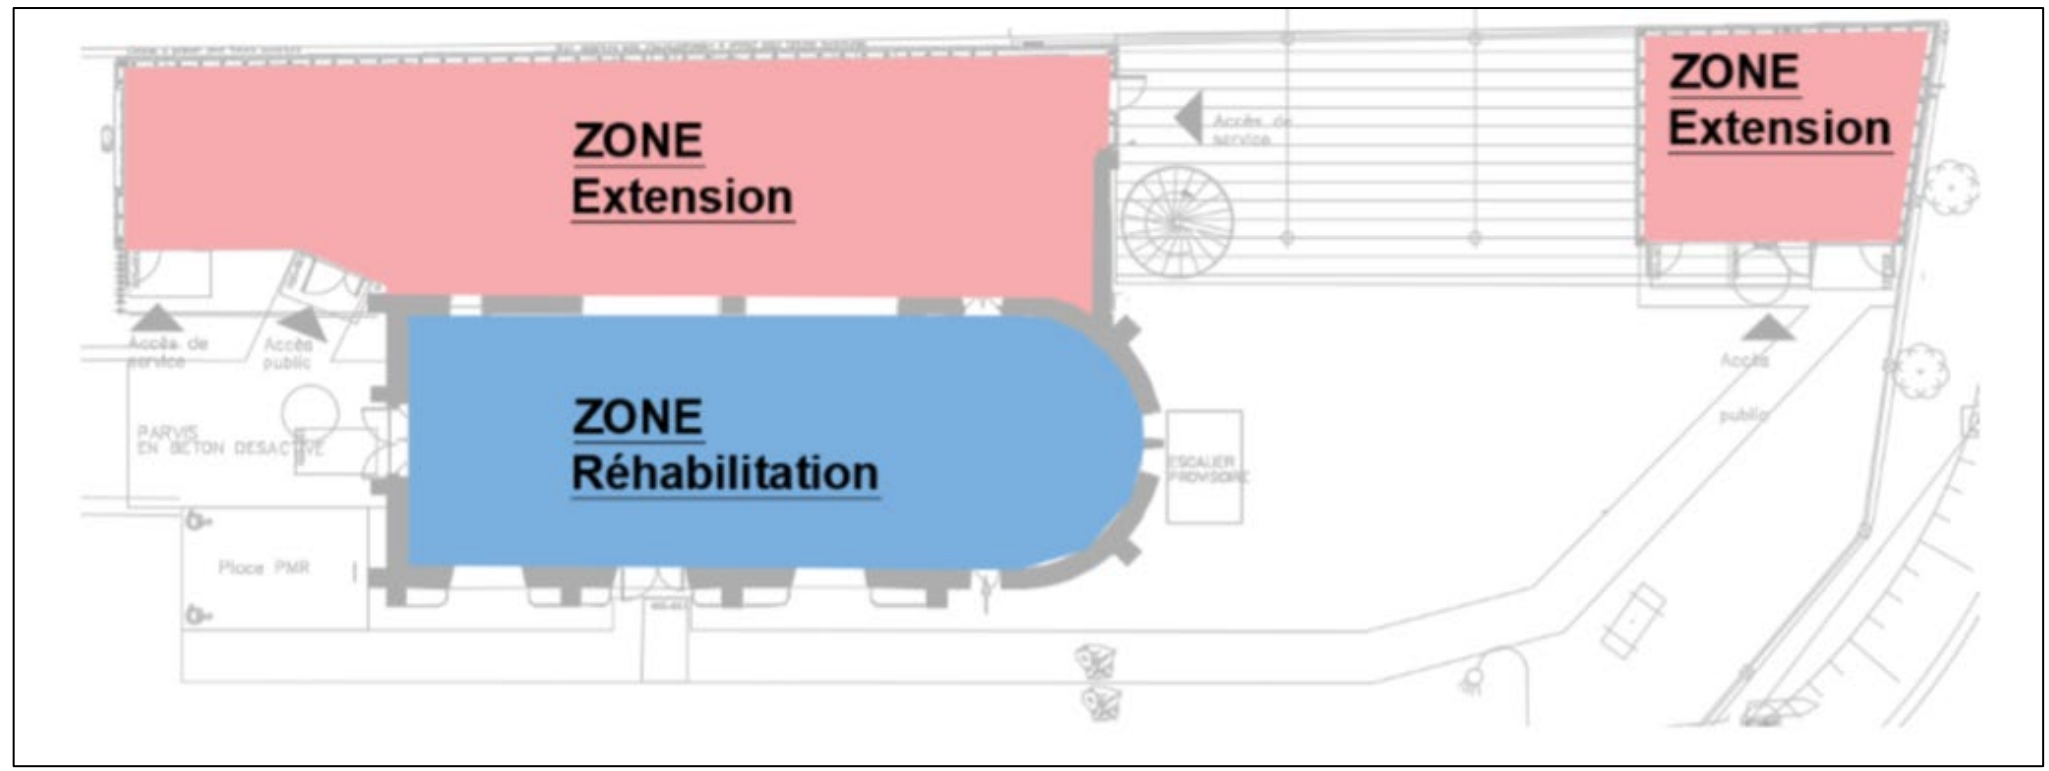 ZONE
Extension
ZONE
Extension
Accès de
service
Accès de
service
Accès
public
ZONE
Réhabilitation
Accès
public
PARVIS
EN BETON DESACTIVE
ESCALIER
PROVISOIRE
Place PMR